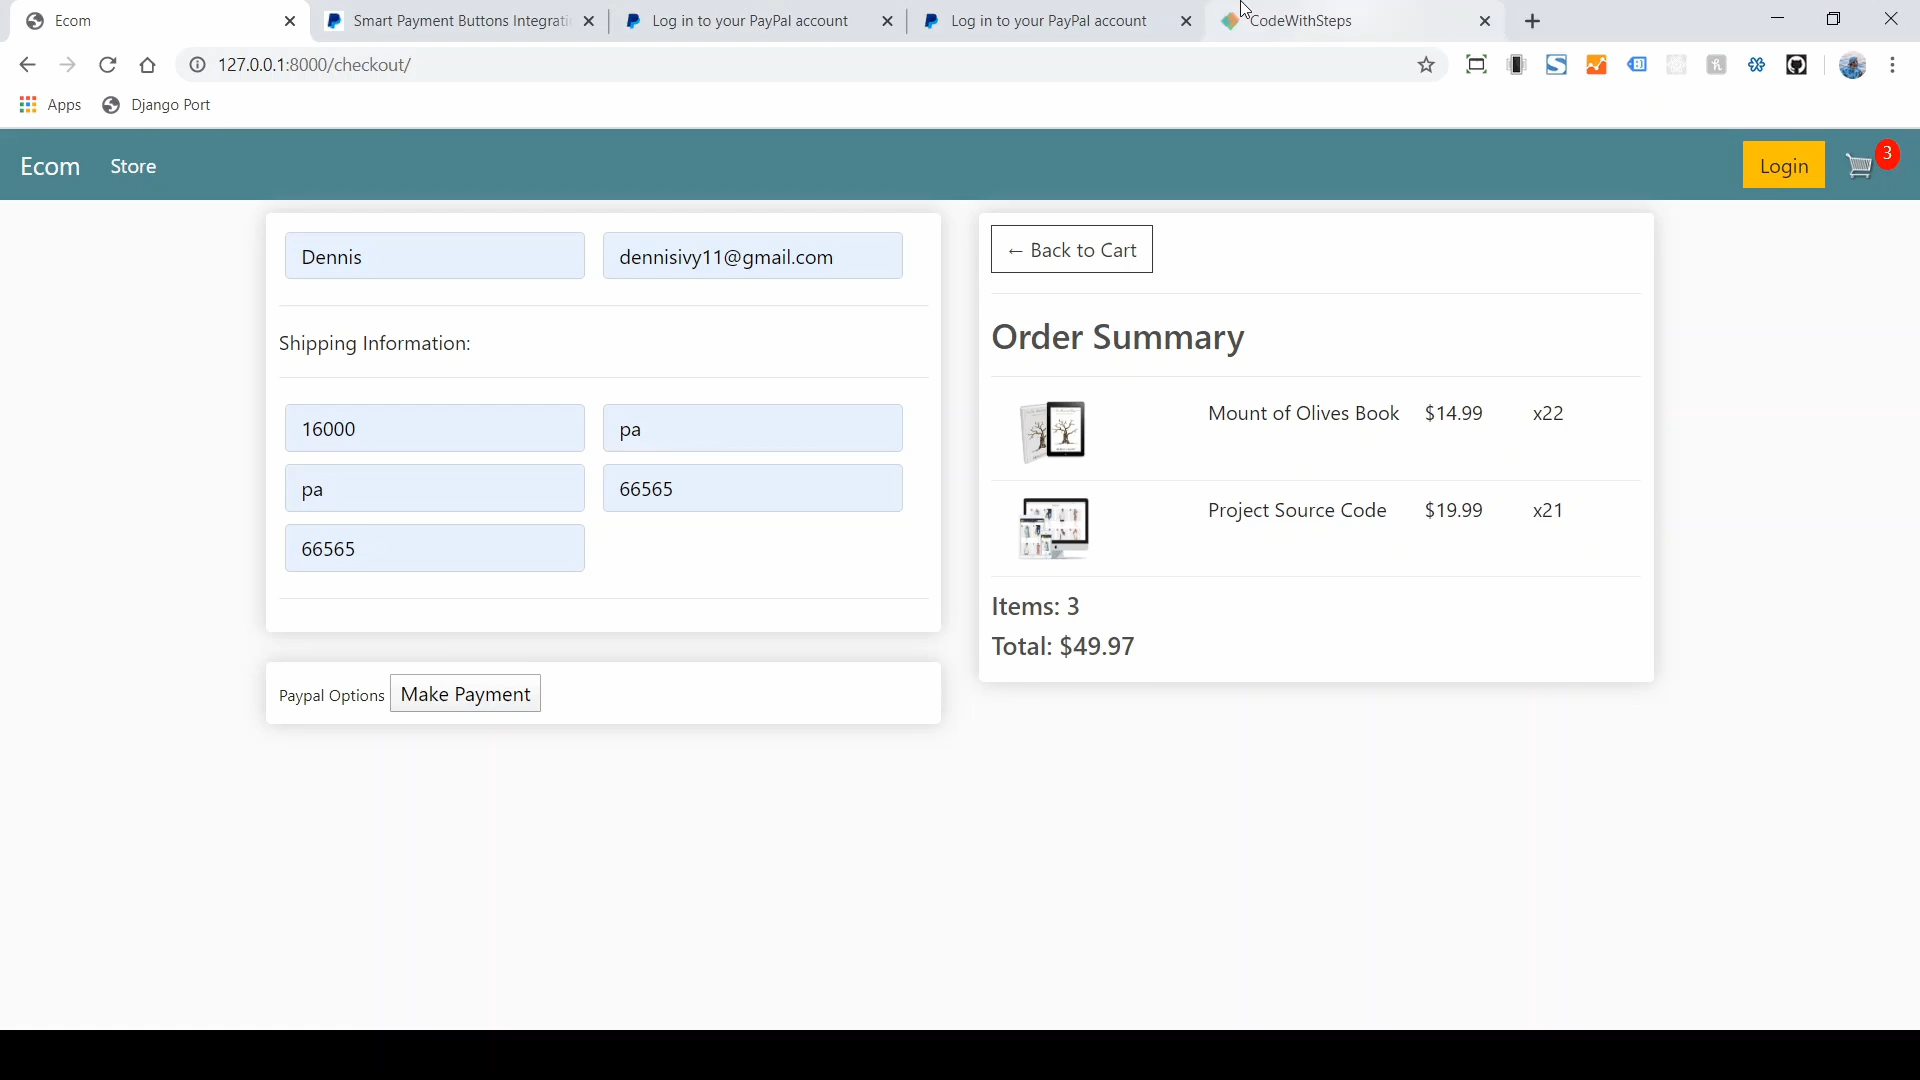 Ecom
Smart Payment Buttons Integrati
Log in to your PayPal account
Log in to your PayPal account
CodeWithSteps
127.0.0.1:8000/checkout/
Apps
Django Port
Ecom
Store
Login
3
Dennis
dennisivy11@gmail.com
Shipping Information:
16000
pa
pa
66565
66565
Paypal Options
Make Payment
← Back to Cart
Order Summary
Mount of Olives Book $14.99 x22
Project Source Code $19.99 x21
Items: 3
Total: $49.97